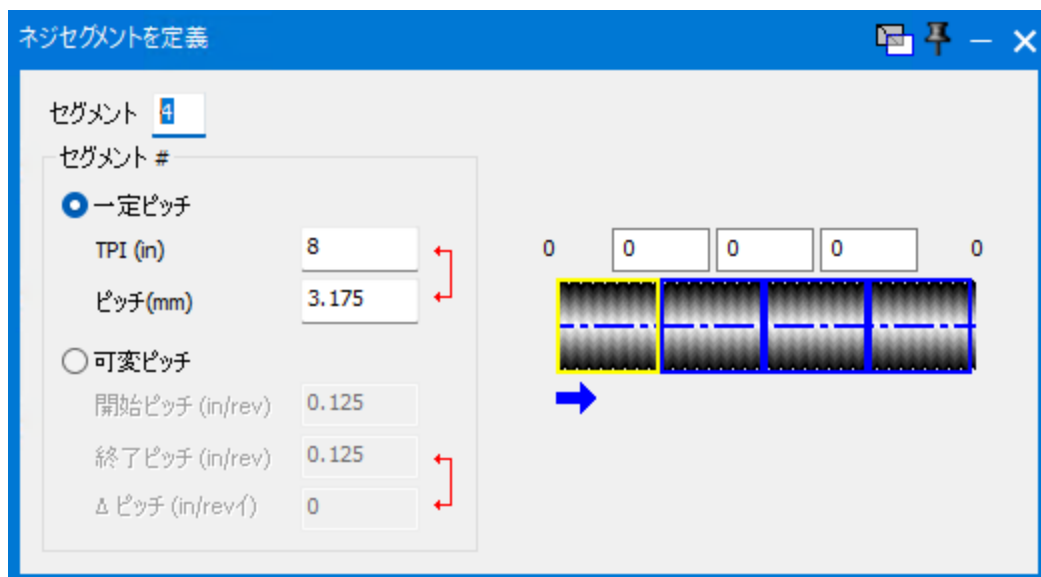 ネジセグメントを定義
セグメント 4
セグメント #
一定ピッチ
TPI (in) 8
ピッチ(mm) 3.175
0 0 0 0 0
可変ピッチ
開始ピッチ (in/rev) 0.125
終了ピッチ (in/rev) 0.125
Δ ピッチ (in/revイ) 0